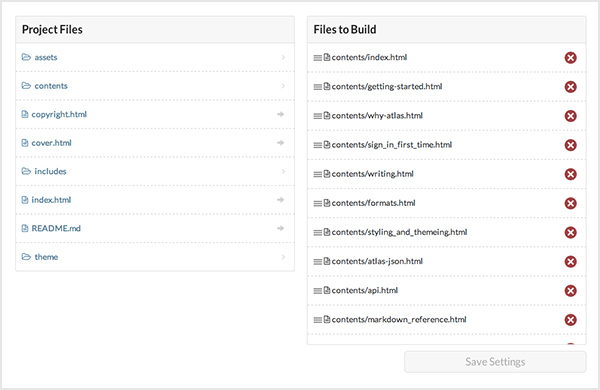 Project Files
assets
contents
copyright.html
cover.html
includes
index.html
README.md
theme
Files to Build
contents/index.html
contents/getting-started.html
contents/why-atlas.html
contents/sign_in_first_time.html
contents/writing.html
contents/formats.html
contents/styling_and_themeing.html
contents/atlas-json.html
contents/api.html
contents/markdown_reference.html
Save Settings